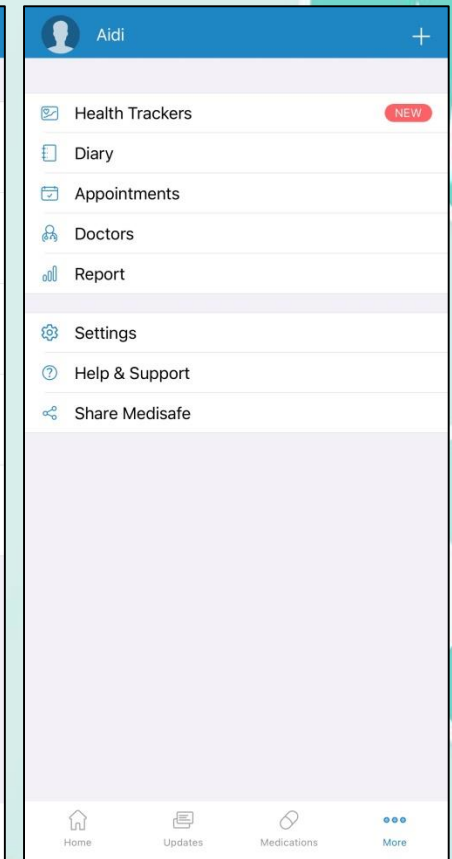 Aidi
Health Trackers NEW
Diary
Appointments
Doctors
Report
Settings
Help & Support
Share Medisafe
Home Updates Medications More